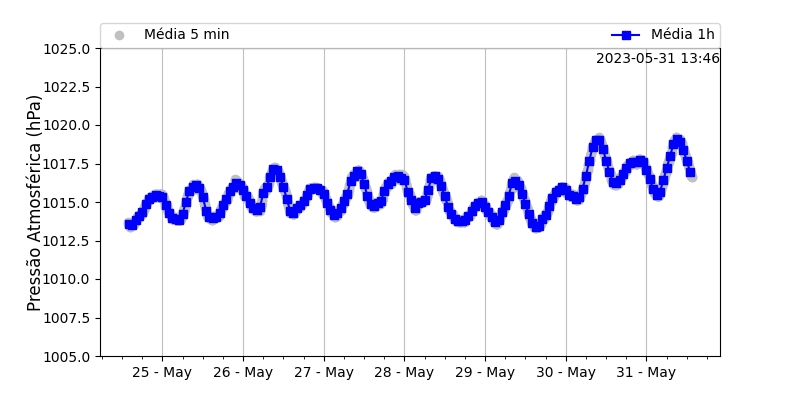 Média 5 min
Média 1h
2023-05-31 13:46
Pressão Atmosférica (hPa)
1025.0
1022.5
1020.0
1017.5
1015.0
1012.5
1010.0
1007.5
1005.0
25 - May
26 - May
27 - May
28 - May
29 - May
30 - May
31 - May